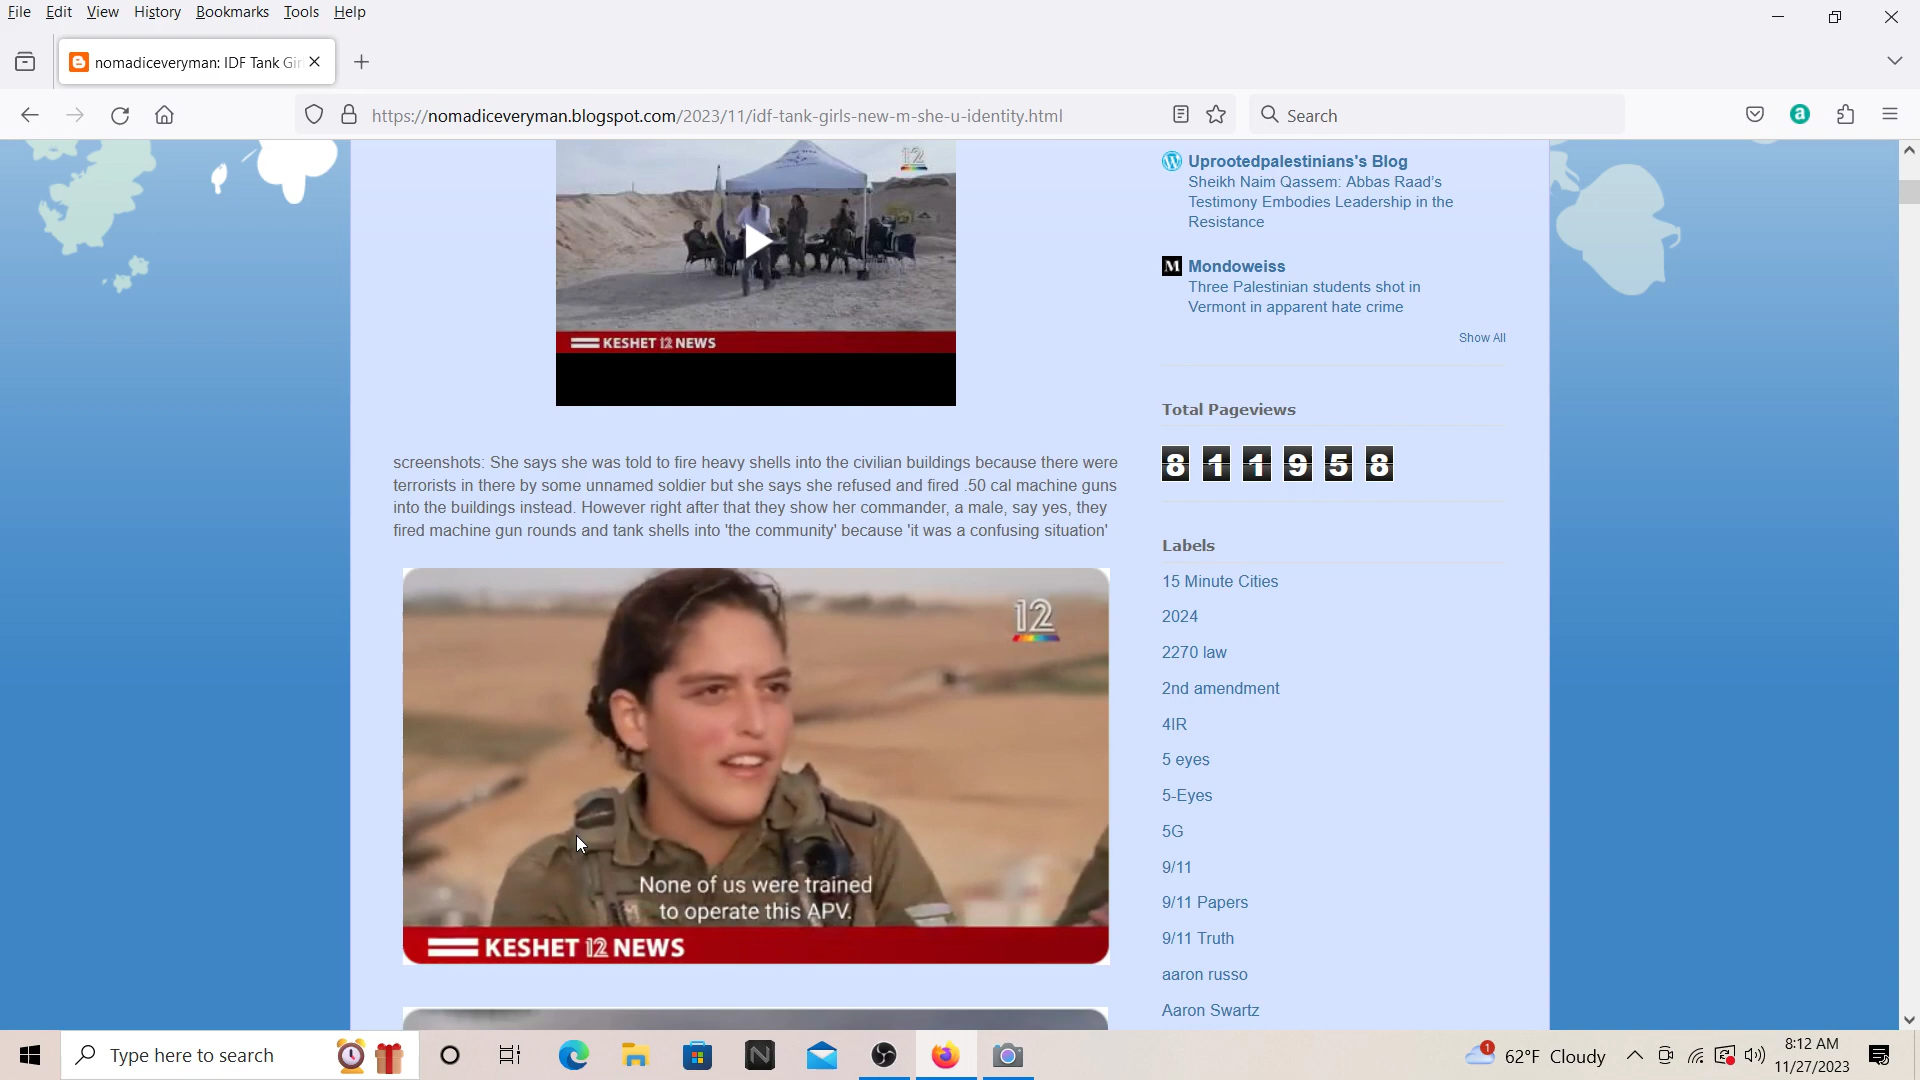 File Edit View History Bookmarks Tools Help
nomadiceveryman: IDF Tank Gir
https://nomadiceveryman.blogspot.com/2023/11/idf-tank-girls-new-m-she-u-identity.html
Search
12
KESHET 12 NEWS
screenshots: She says she was told to fire heavy shells into the civilian buildings because there were
terrorists in there by some unnamed soldier but she says she refused and fired .50 cal machine guns
into the buildings instead. However right after that they show her commander, a male, say yes, they
fired machine gun rounds and tank shells into 'the community' because 'it was a confusing situation'
12
None of us were trained
to operate this APV.
KESHET 12 NEWS
Uprootedpalestinians's Blog
Sheikh Naim Qassem: Abbas Raad's
Testimony Embodies Leadership in the
Resistance
M Mondoweiss
Three Palestinian students shot in
Vermont in apparent hate crime
Show All
Total Pageviews
811958
Labels
15 Minute Cities
2024
2270 law
2nd amendment
4IR
5 eyes
5-Eyes
5G
9/11
9/11 Papers
9/11 Truth
aaron russo
Aaron Swartz
Type here to search
1
62°F Cloudy
8:12 AM
11/27/2023